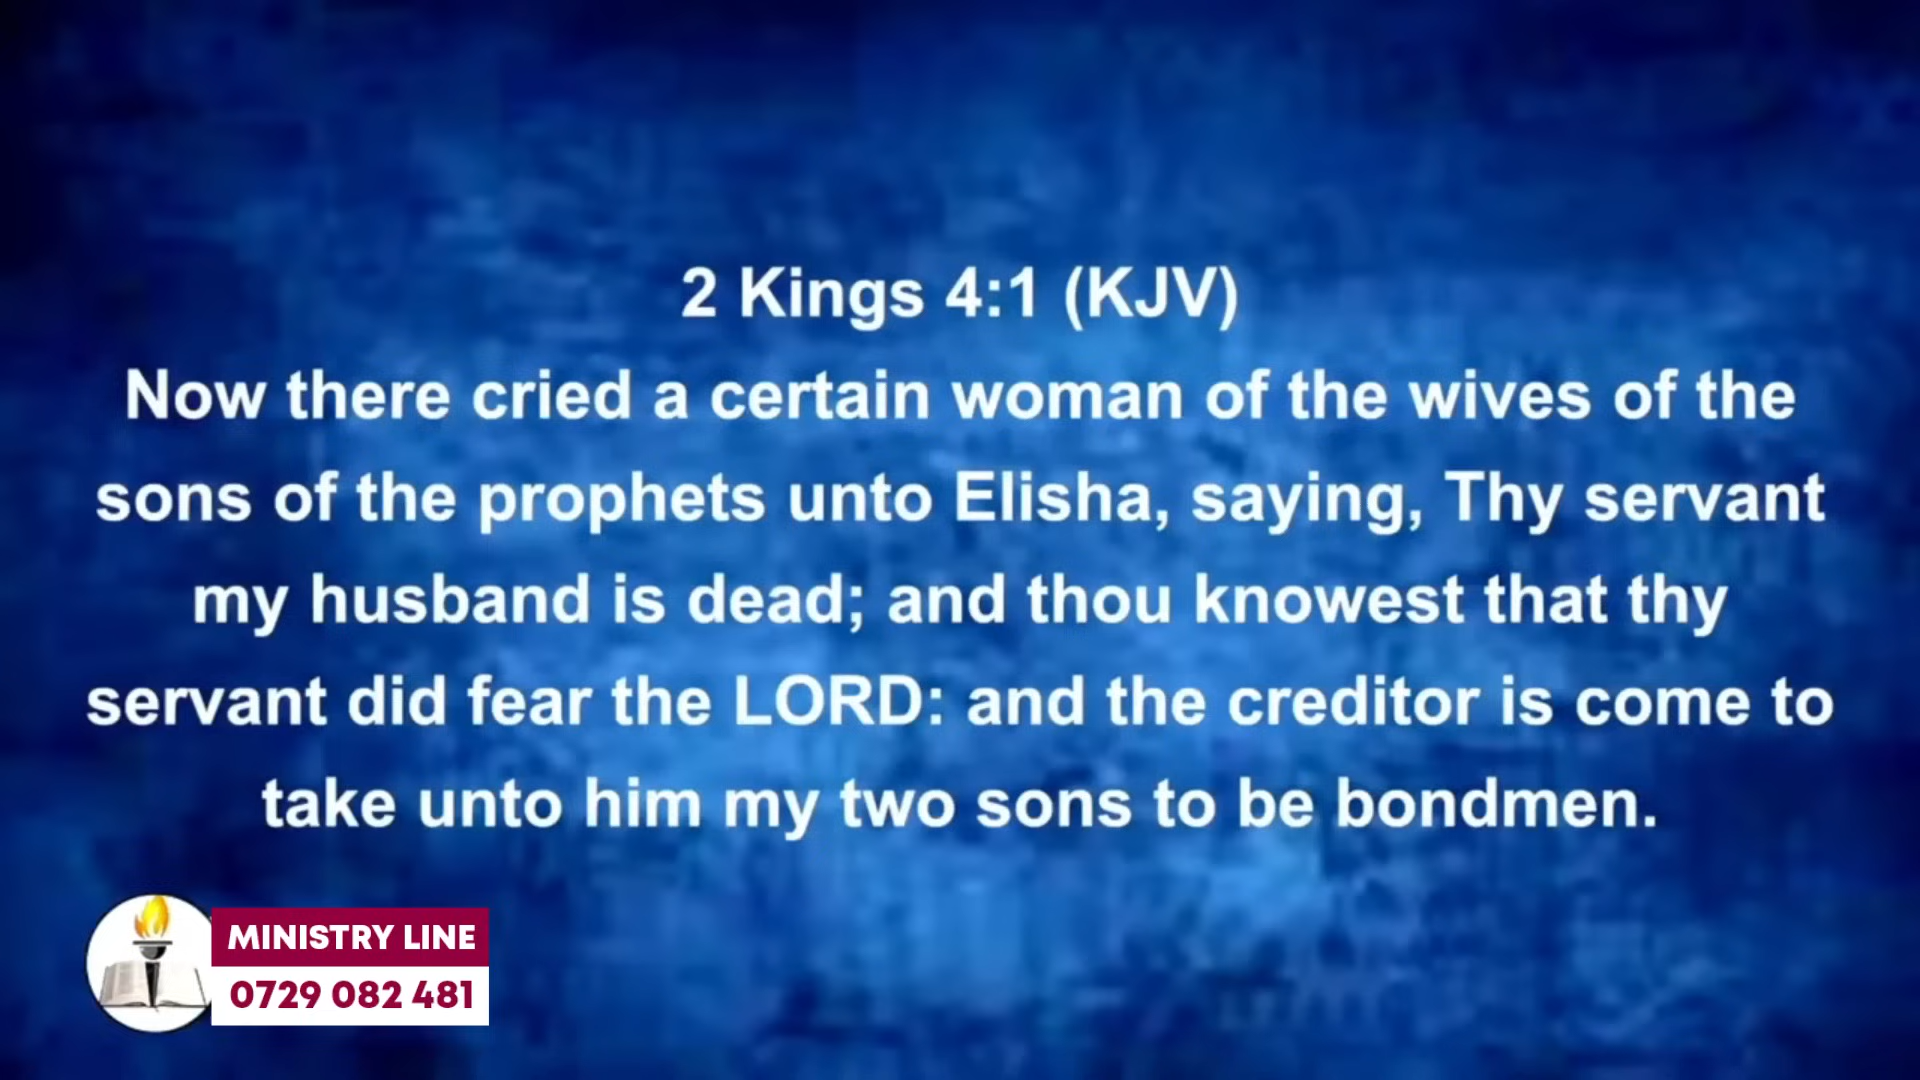 2 Kings 4:1 (KJV)
Now there cried a certain woman of the wives of the
sons of the prophets unto Elisha, saying, Thy servant
my husband is dead; and thou knowest that thy
servant did fear the LORD: and the creditor is come to
take unto him my two sons to be bondmen.
MINISTRY LINE
0729 082 481